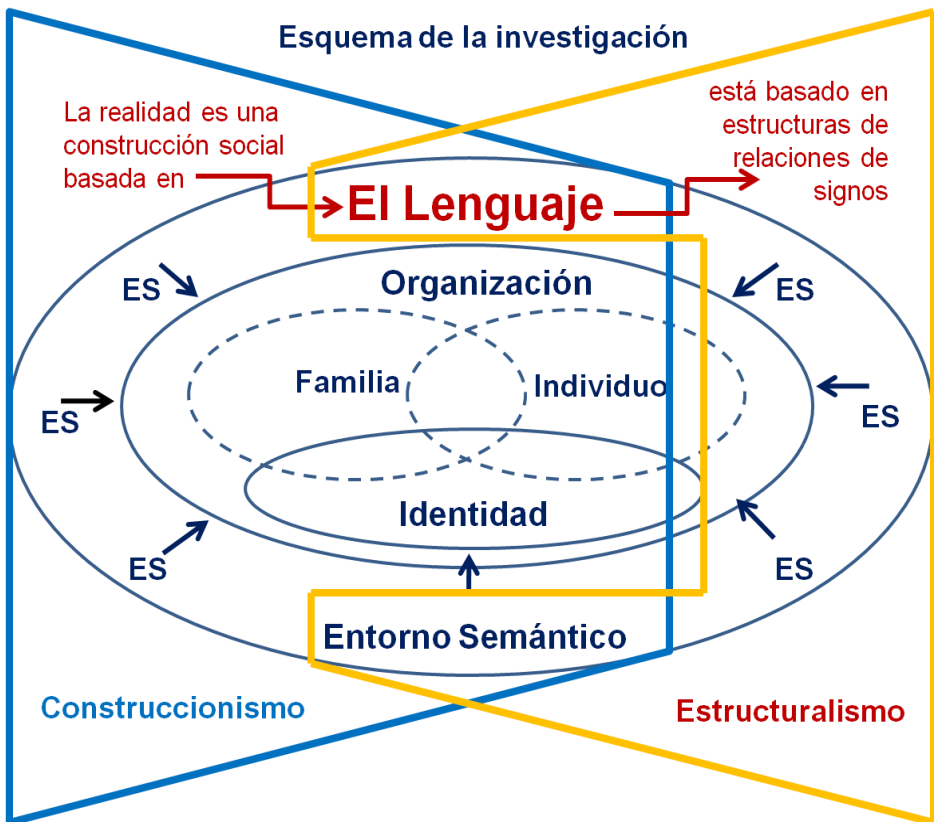 Esquema de la investigación
La realidad es una
construcción social
basada en
está basado en
estructuras de
relaciones de
signos
El Lenguaje
ES
Organización
ES
Familia
Individuo
ES
ES
Identidad
ES
ES
Entorno Semántico
Construccionismo
Estructuralismo